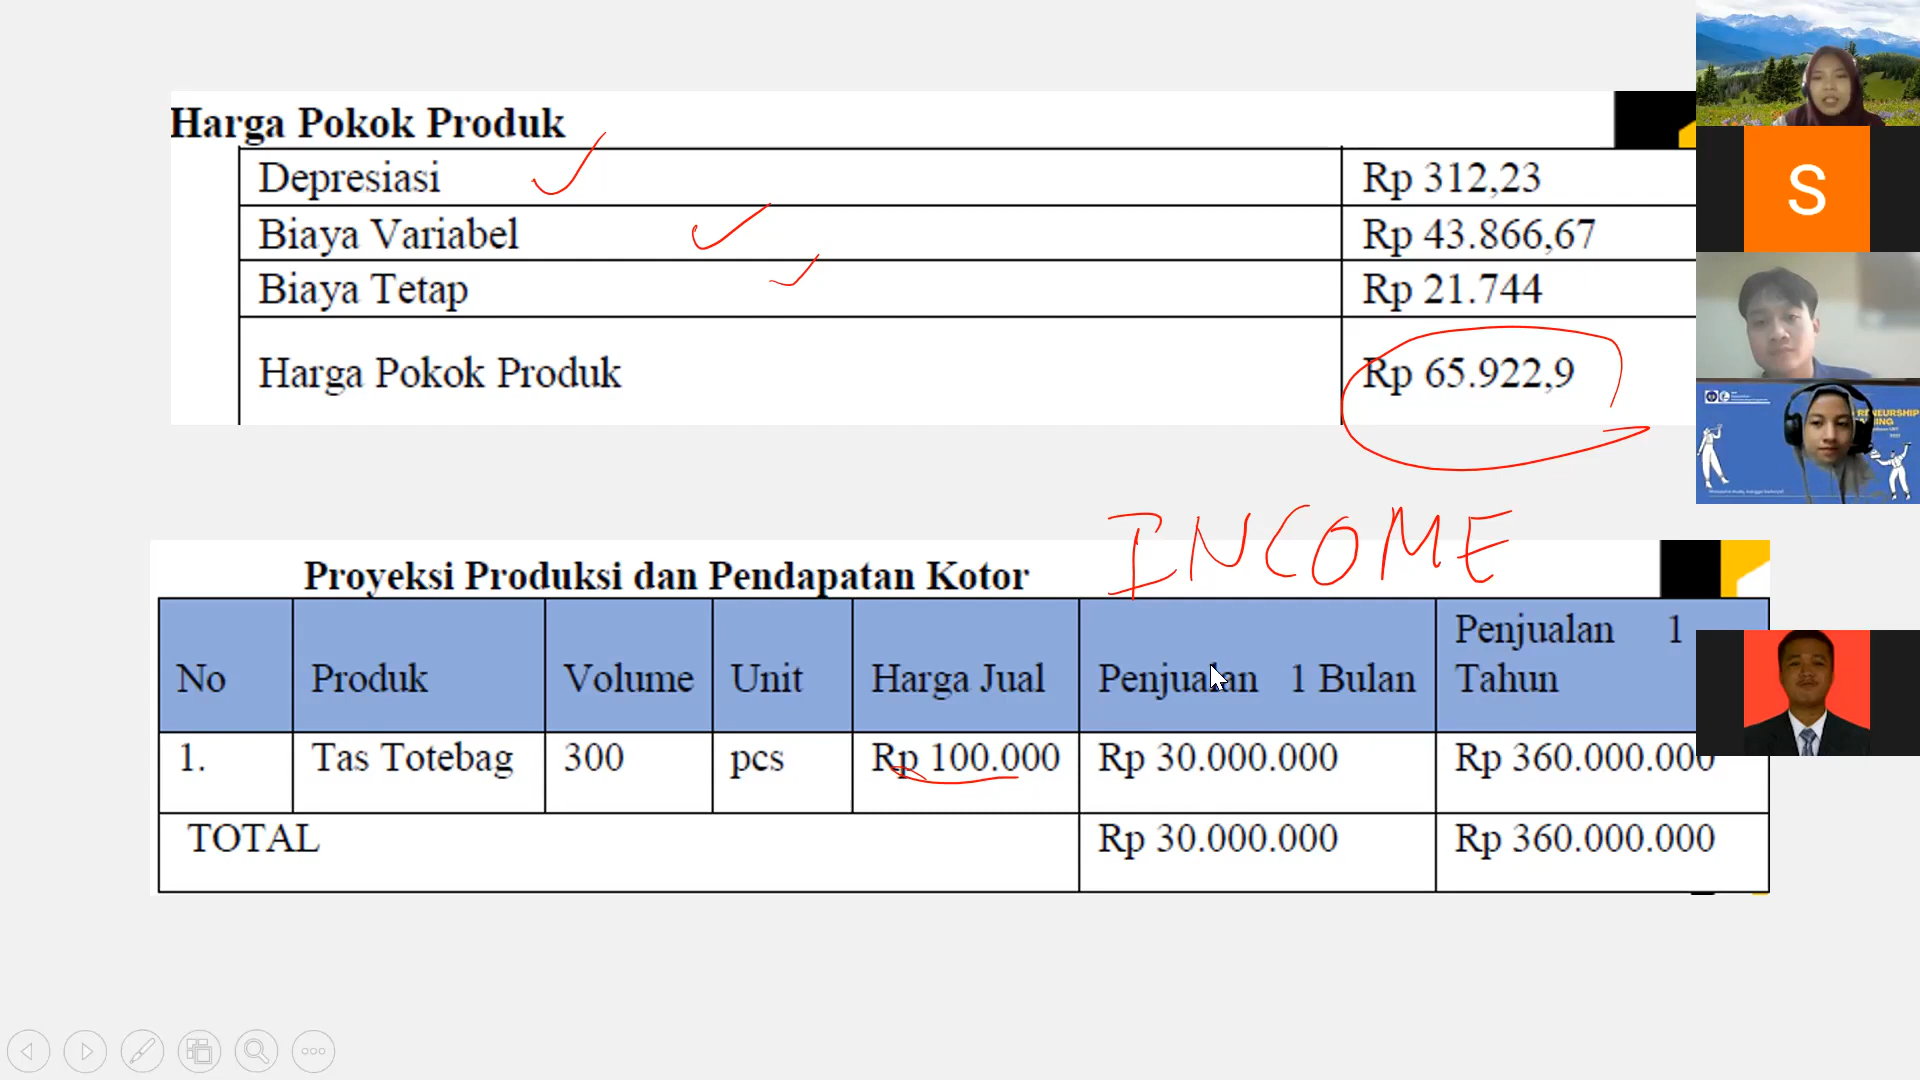 Harga Pokok Produk
Depresiasi Rp 312,23
Biaya Variabel Rp 43.866,67
Biaya Tetap Rp 21.744
Harga Pokok Produk Rp 65.922,9
S
INCOME
Proyeksi Produksi dan Pendapatan Kotor
No Produk Volume Unit Harga Jual Penjualan 1 Bulan Penjualan 1 Tahun
1. Tas Totebag 300 pcs Rp 100.000 Rp 30.000.000 Rp 360.000.000
TOTAL Rp 30.000.000 Rp 360.000.000